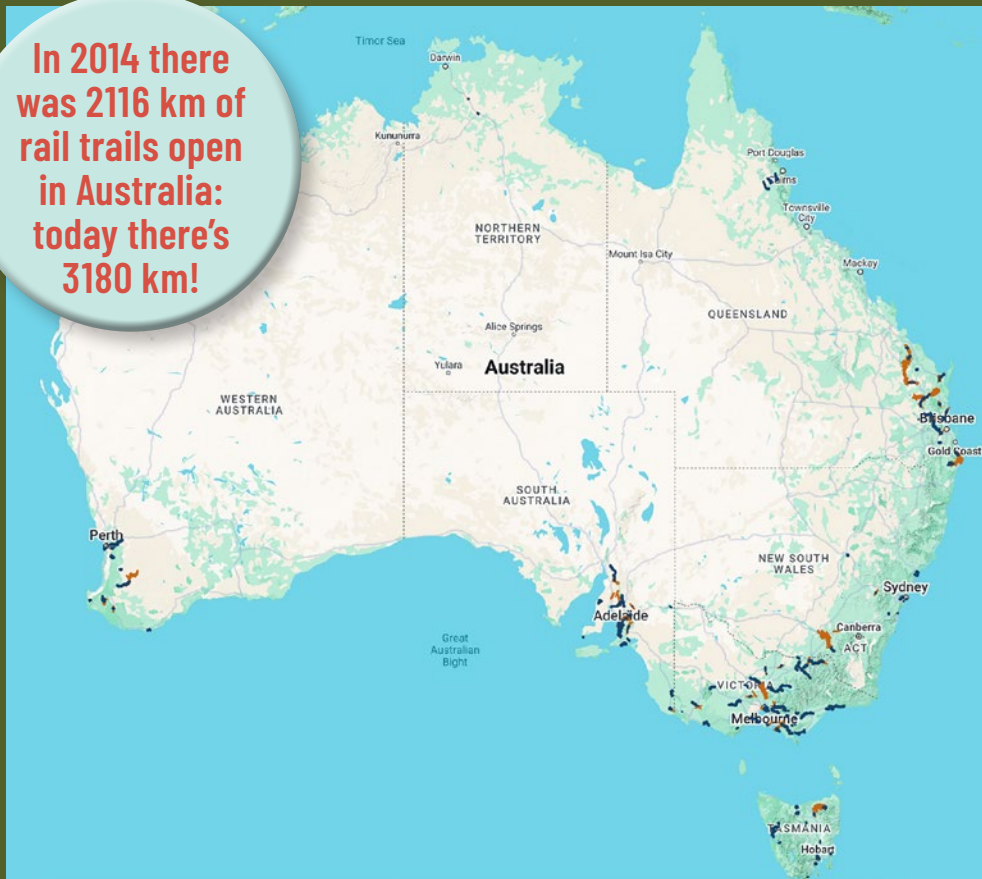 In 2014 there
was 2116 km of
rail trails open
in Australia:
today there's
3180 km!
Timor Sea
Darwin
Kununurra
Port Douglas
Cairns
Townsville
City
NORTHERN
TERRITORY
Mount Isa City
Mackay
QUEENSLAND
Alice Springs
Yulara
Australia
WESTERN
AUSTRALIA
Brisbane
Gold Coast
SOUTH
AUSTRALIA
Perth
NEW SOUTH
WALES
Sydney
Adelaide
Canberra
ACT
Great
Australian
Bight
VICTORIA
Melbourne
TASMANIA
Hobart